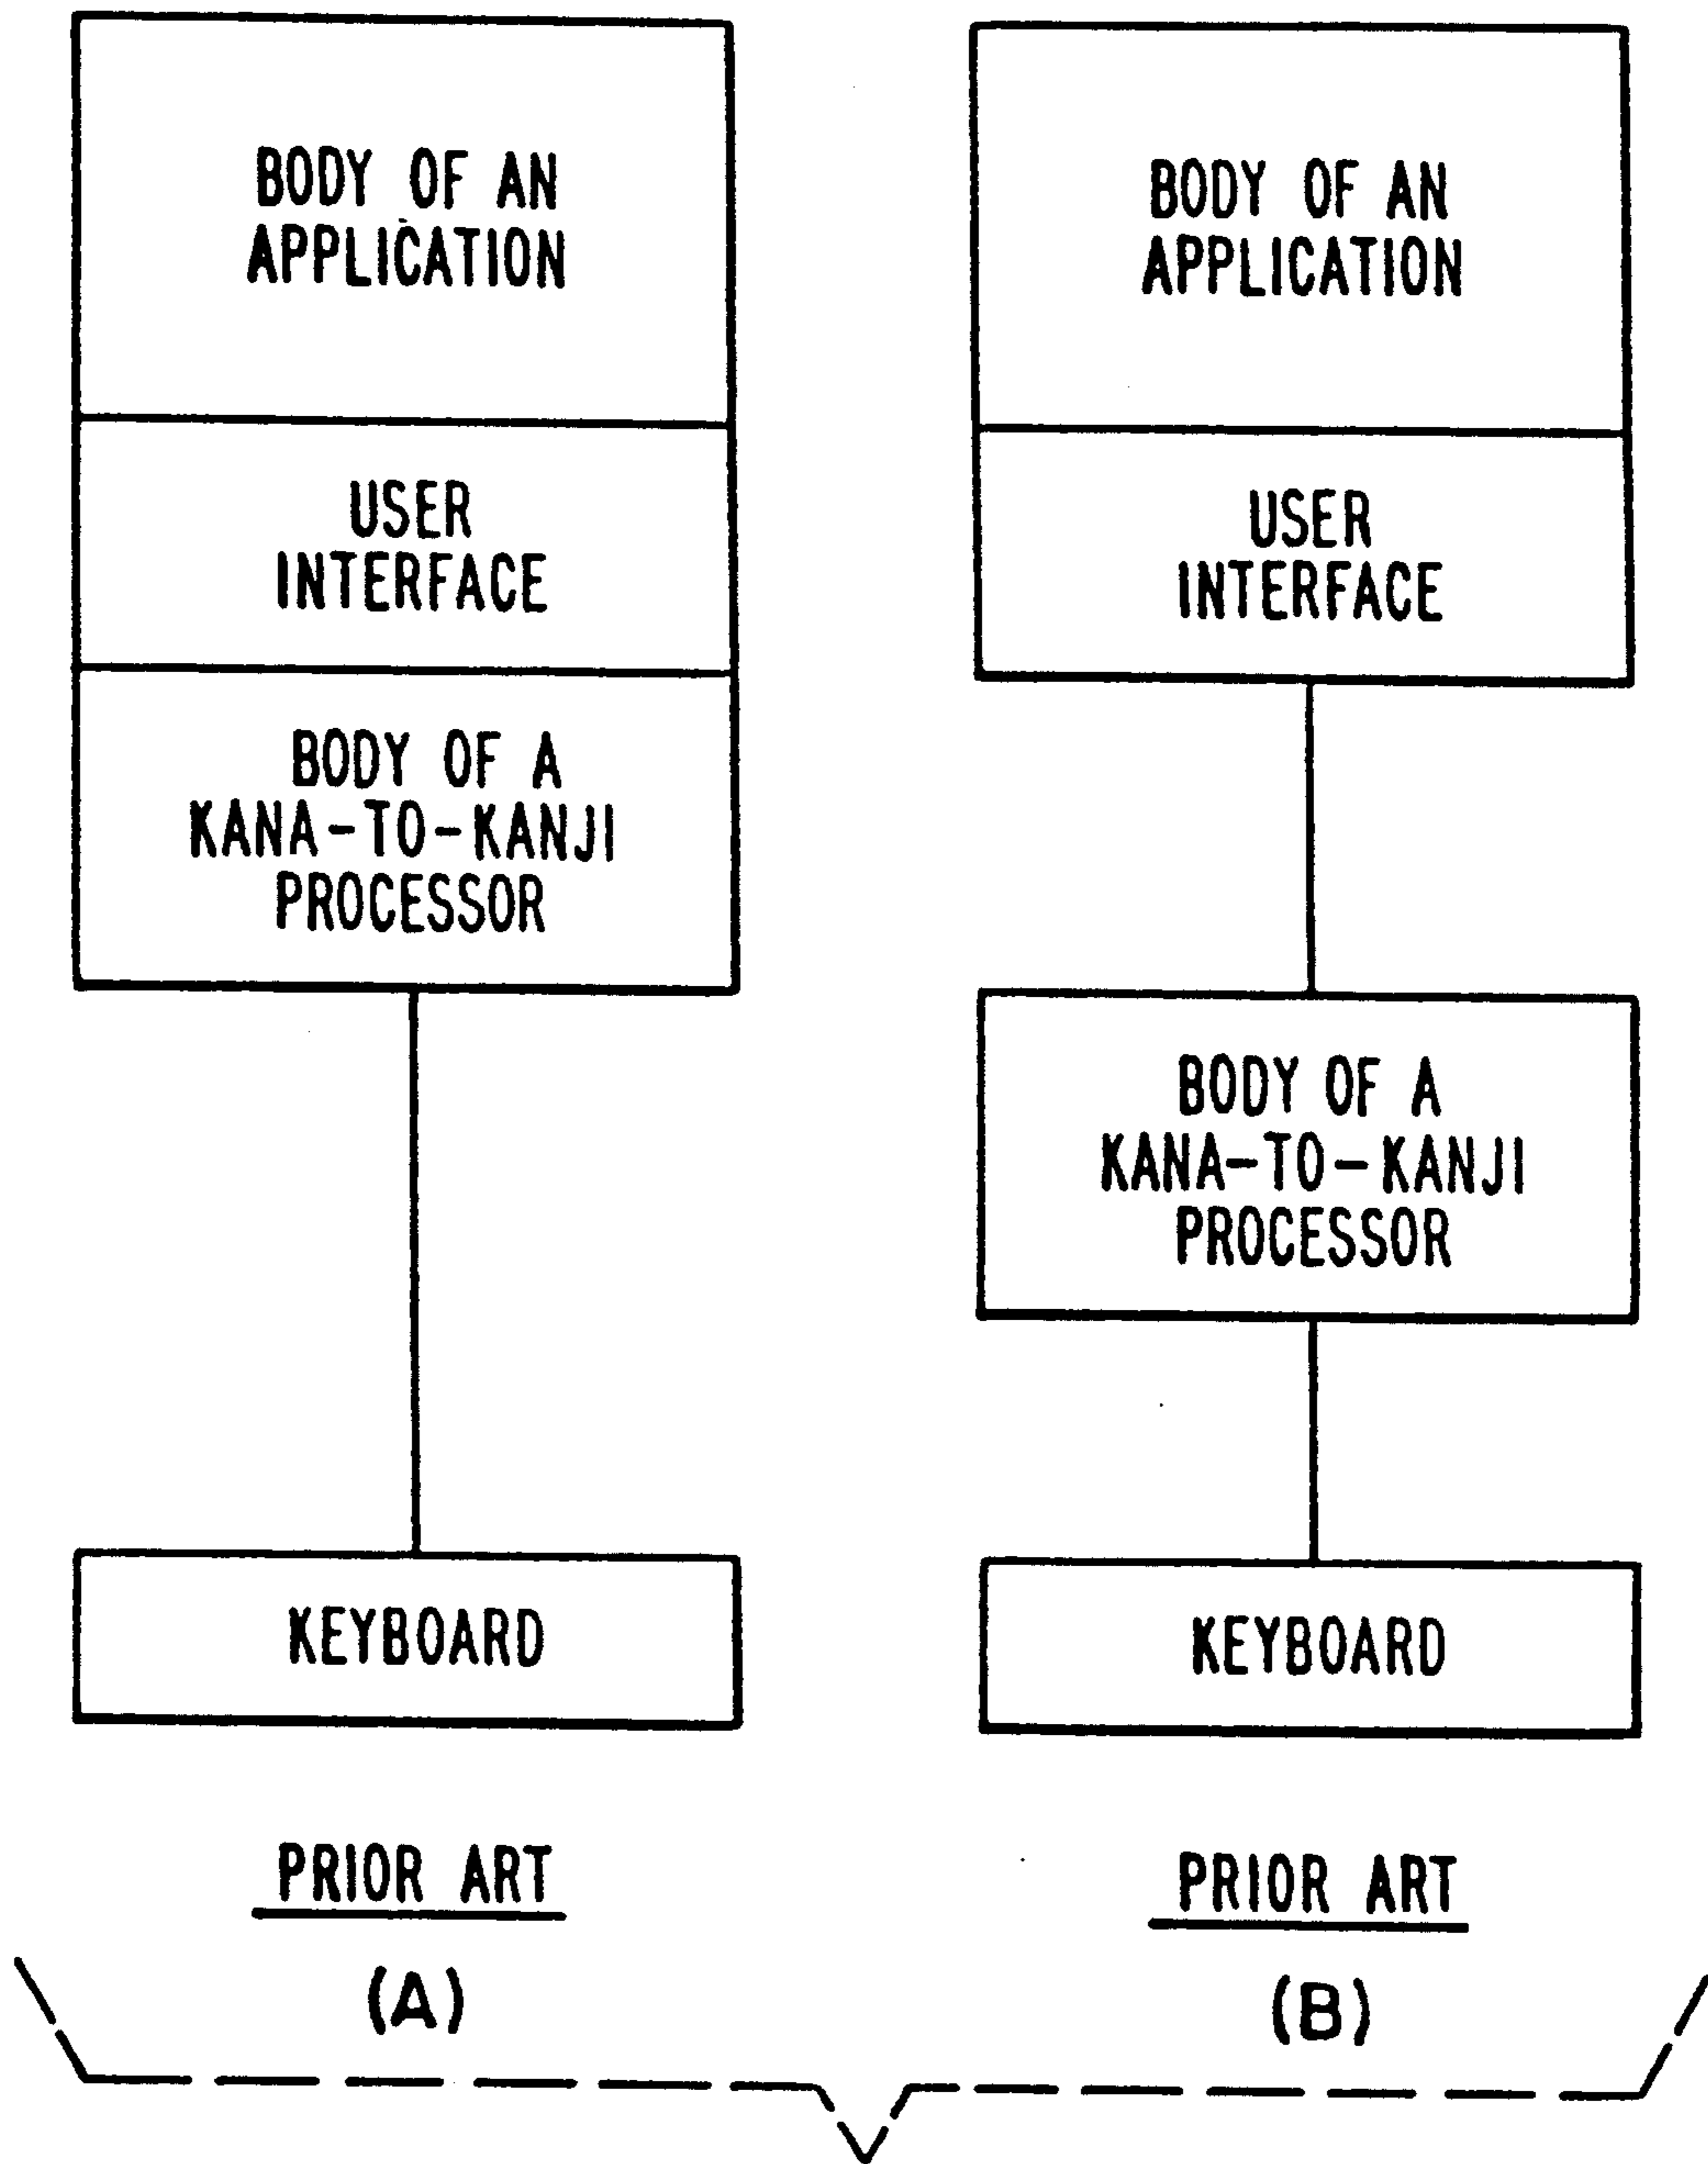 BODY OF AN
APPLICATION
USER
INTERFACE
BODY OF A
KANA-TO-KANJI
PROCESSOR
KEYBOARD
PRIOR ART
(A)
BODY OF AN
APPLICATION
USER
INTERFACE
BODY OF A
KANA-TO-KANJI
PROCESSOR
KEYBOARD
PRIOR ART
(B)